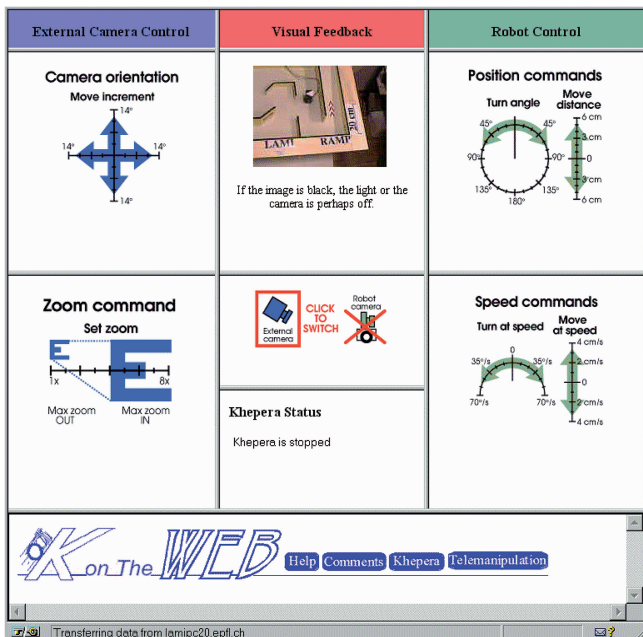 External Camera Control
Visual Feedback
Robot Control
Camera orientation
Move increment
14°
14°
14°
14°
LAMI
RAMP
20 cm
If the image is black, the light or the
camera is perhaps off.
Position commands
Turn angle
Move
distance
45°
45°
90°
90°
135°
135°
180°
6 cm
3 cm
0
3 cm
6 cm
Zoom command
Set zoom
1x
8x
Max zoom
OUT
Max zoom
IN
External
camera
CLICK
TO
SWITCH
Robot
camera
Khepera Status
Khepera is stopped
Speed commands
Turn at speed
Move
at speed
0
35°/s
35°/s
70°/s
70°/s
4 cm/s
2 cm/s
0
2 cm/s
4 cm/s
K on The WEB
Help
Comments
Khepera
Telemanipulation
Transferring data from lamipc20.epfl.ch